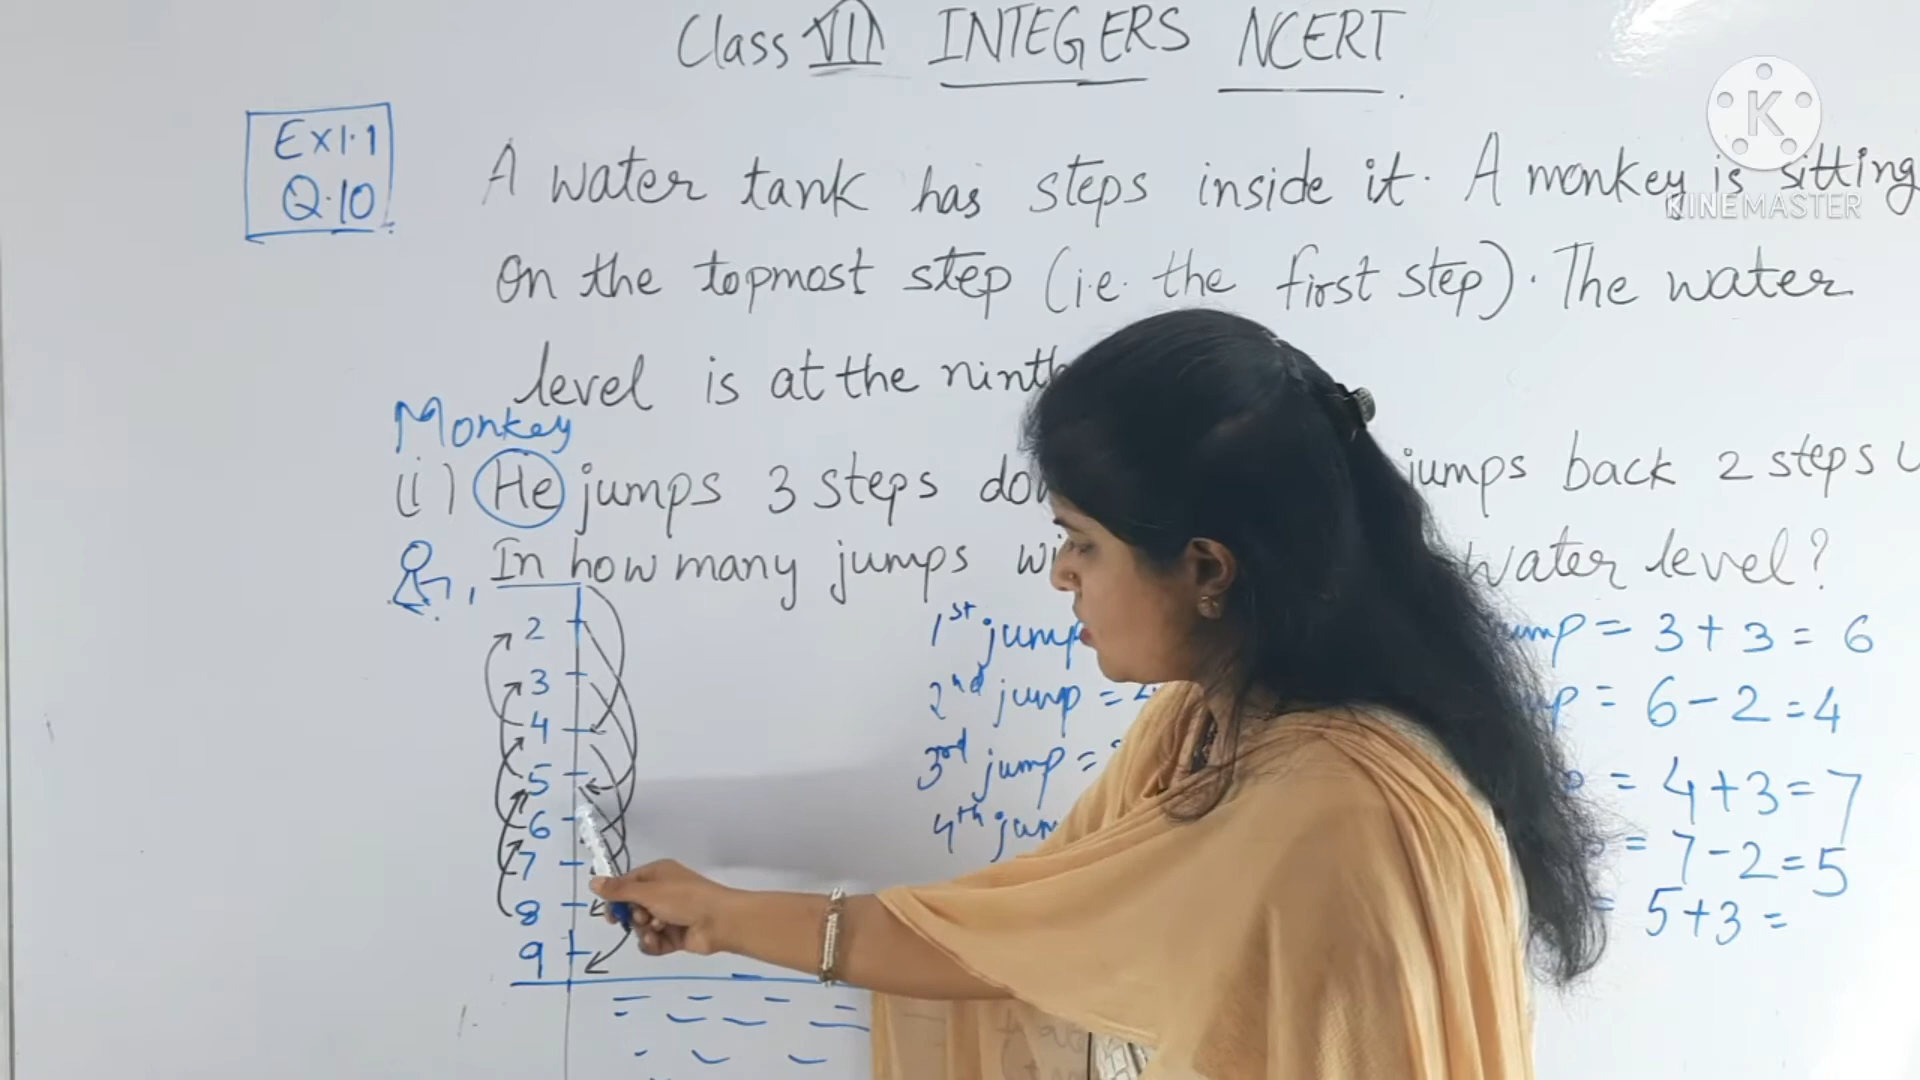 Class VII INTEGERS NCERT
K
KINEMASTER
Ex 1.1
Q.10
A water tank has steps inside it. A monkey is sitting
on the topmost step (i.e. the first step). The water
level is at the ninth
Monkey
(i) He jumps 3 steps jumps back 2 steps
In how many jumps water level?
1
2
3
4
5
6
7
8
9
1st jump
2nd jump =
3rd jump =
4th
= 3 + 3 = 6
= 6 - 2 = 4
= 4 + 3 = 7
= 7 - 2 = 5
= 5 + 3 =